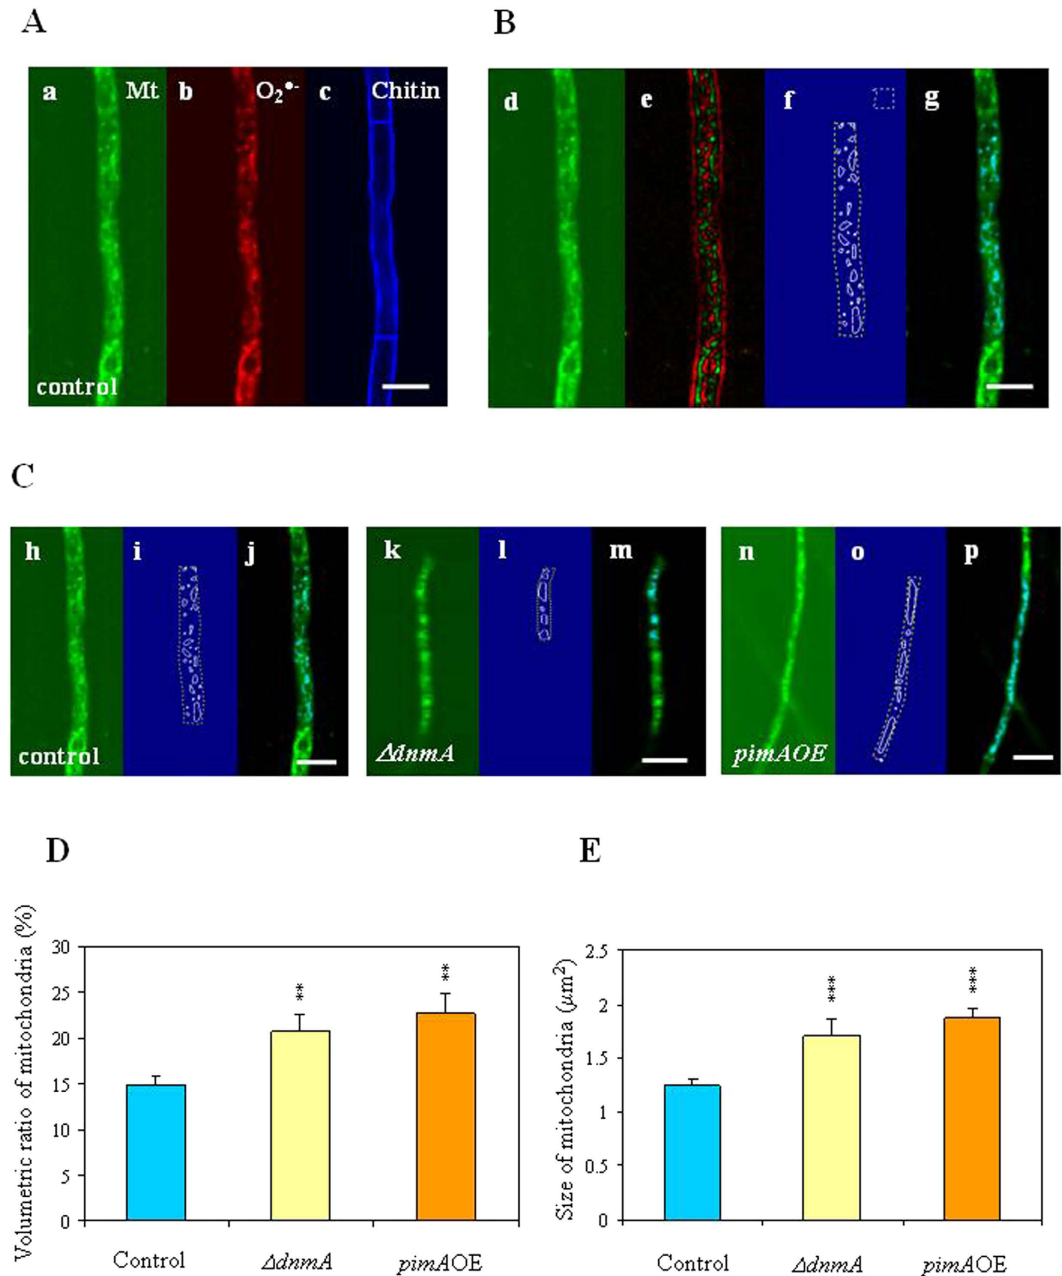 A
B
a Mt b O₂•- c Chitin
control
d e f g
C
h i j k l m n o p
control ΔdnmA pimAOE
D
E
Volumetric ratio of mitochondria (%)
30
25
20
15
10
5
0
** **
Control ΔdnmA pimAOE
Size of mitochondria (μm²)
2.5
2
1.5
1
0.5
0
*** ***
Control ΔdnmA pimAOE